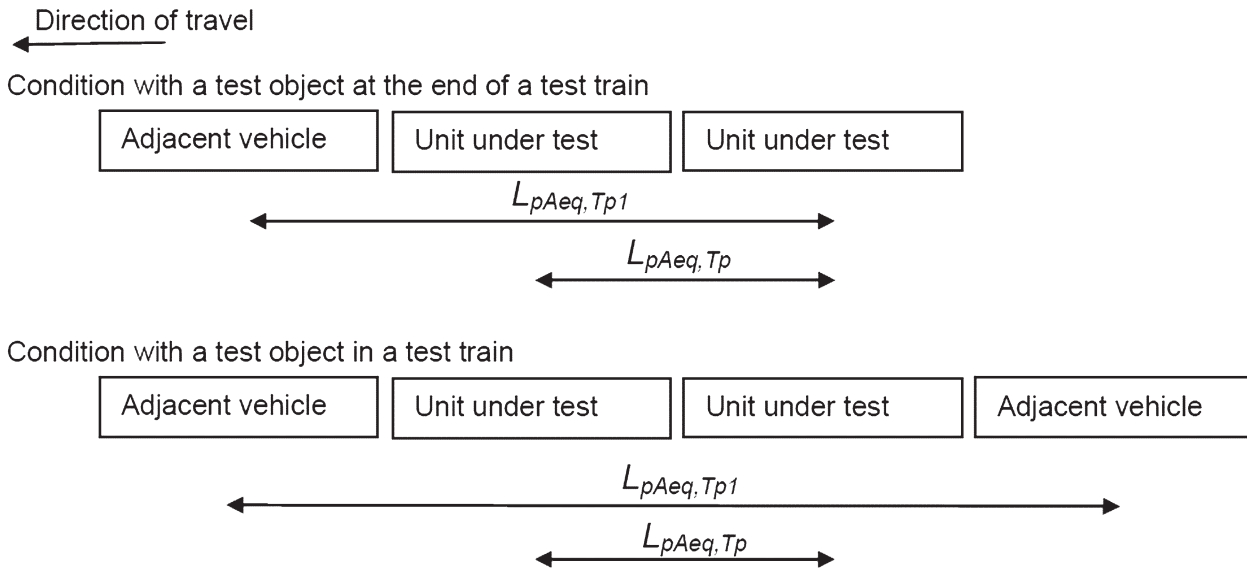 Direction of travel
Condition with a test object at the end of a test train
Adjacent vehicle Unit under test Unit under test
LpAeq,Tp1
LpAeq,Tp
Condition with a test object in a test train
Adjacent vehicle Unit under test Unit under test Adjacent vehicle
LpAeq,Tp1
LpAeq,Tp